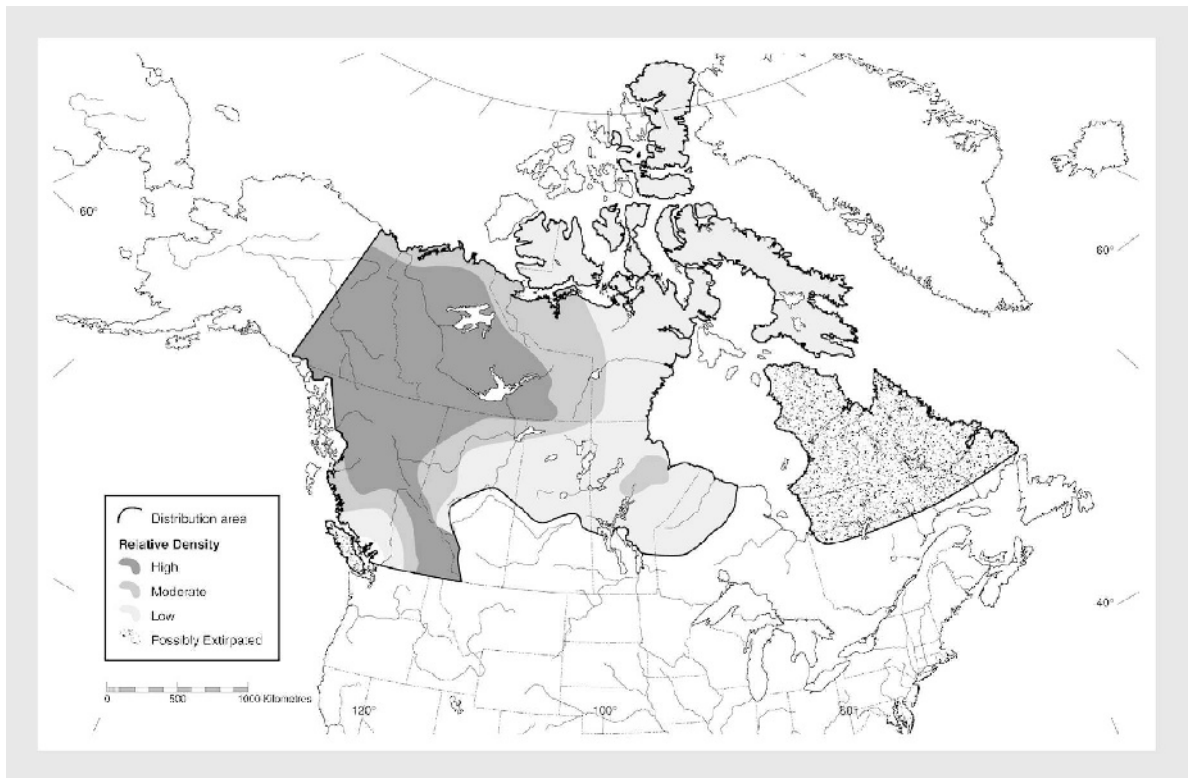 60°
60°
Distribution area
Relative Density
High
Moderate
Low
Possibly Extirpated
40°
0 500 1000 Kilometres
120°
100°
80°